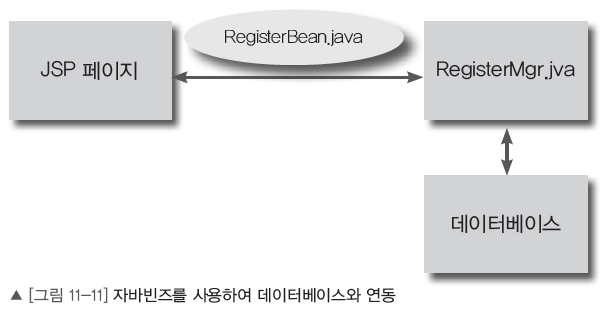 RegisterBean.java
JSP 페이지
RegisterMgr.jva
데이터베이스
▲ [그림 11-11] 자바빈즈를 사용하여 데이터베이스와 연동